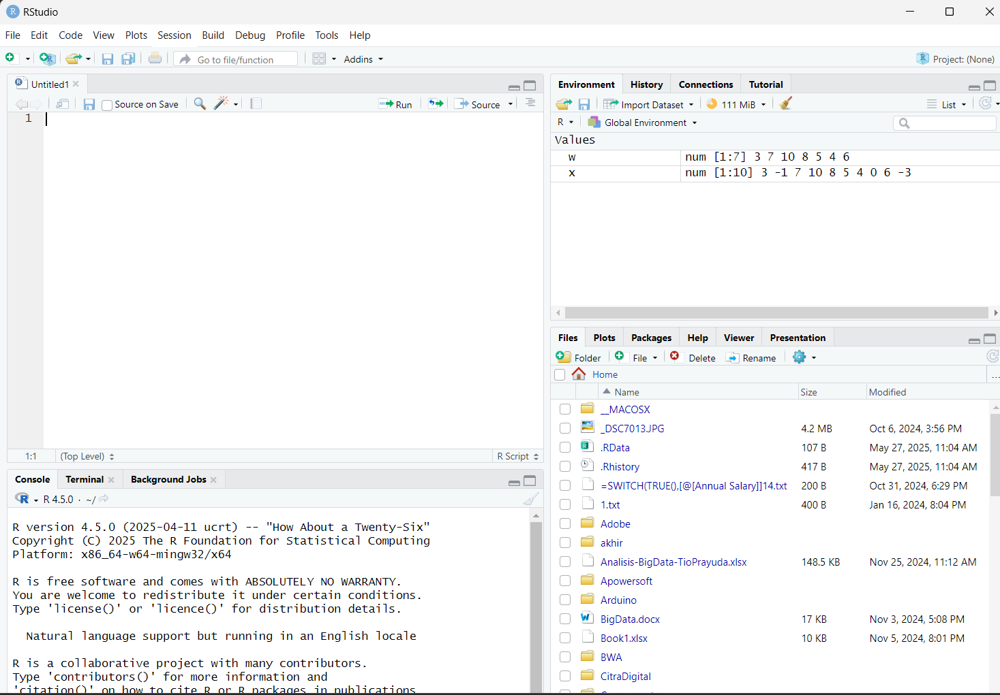 RStudio
File Edit Code View Plots Session Build Debug Profile Tools Help
Go to file/function Addins Project: (None)
Untitled1
Source on Save Run Source
1
1:1 (Top Level) R Script
Console Terminal Background Jobs
R 4.5.0 · ~/
R version 4.5.0 (2025-04-11 ucrt) -- "How About a Twenty-Six"
Copyright (C) 2025 The R Foundation for Statistical Computing
Platform: x86_64-w64-mingw32/x64
R is free software and comes with ABSOLUTELY NO WARRANTY.
You are welcome to redistribute it under certain conditions.
Type 'license()' or 'licence()' for distribution details.
Natural language support but running in an English locale
R is a collaborative project with many contributors.
Type 'contributors()' for more information and
'citation()' on how to cite R or R packages in publications
Environment History Connections Tutorial
Import Dataset 111 MiB List
R Global Environment
Values
w num [1:7] 3 7 10 8 5 4 6
x num [1:10] 3 -1 7 10 8 5 4 0 6 -3
Files Plots Packages Help Viewer Presentation
Folder File Delete Rename
Home ...
Name Size Modified
__MACOSX
_DSC7013.JPG 4.2 MB Oct 6, 2024, 3:56 PM
.RData 107 B May 27, 2025, 11:04 AM
.Rhistory 417 B May 27, 2025, 11:04 AM
=SWITCH(TRUE(),[@[Annual Salary]]14.txt 200 B Oct 31, 2024, 6:29 PM
1.txt 400 B Jan 16, 2024, 8:04 PM
Adobe
akhir
Analisis-BigData-TioPrayuda.xlsx 148.5 KB Nov 25, 2024, 11:12 AM
Apowersoft
Arduino
BigData.docx 17 KB Nov 3, 2024, 5:08 PM
Book1.xlsx 10 KB Nov 5, 2024, 8:01 PM
BWA
CitraDigital